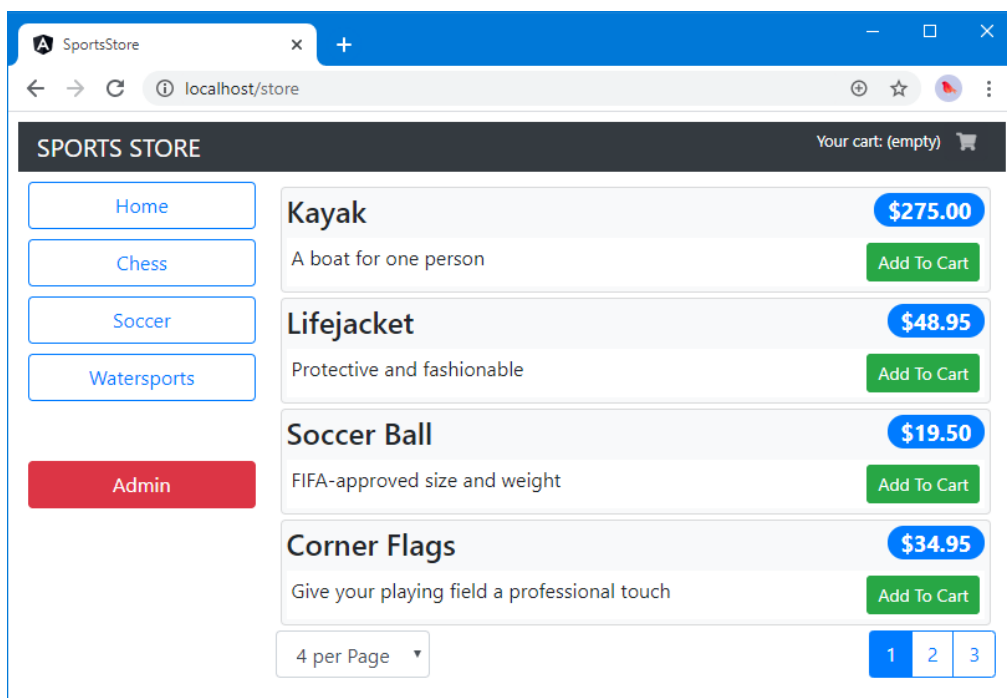 SportsStore
localhost/store
SPORTS STORE
Your cart: (empty)
Home
Chess
Soccer
Watersports
Admin
Kayak
$275.00
A boat for one person
Add To Cart
Lifejacket
$48.95
Protective and fashionable
Add To Cart
Soccer Ball
$19.50
FIFA-approved size and weight
Add To Cart
Corner Flags
$34.95
Give your playing field a professional touch
Add To Cart
4 per Page
1 2 3